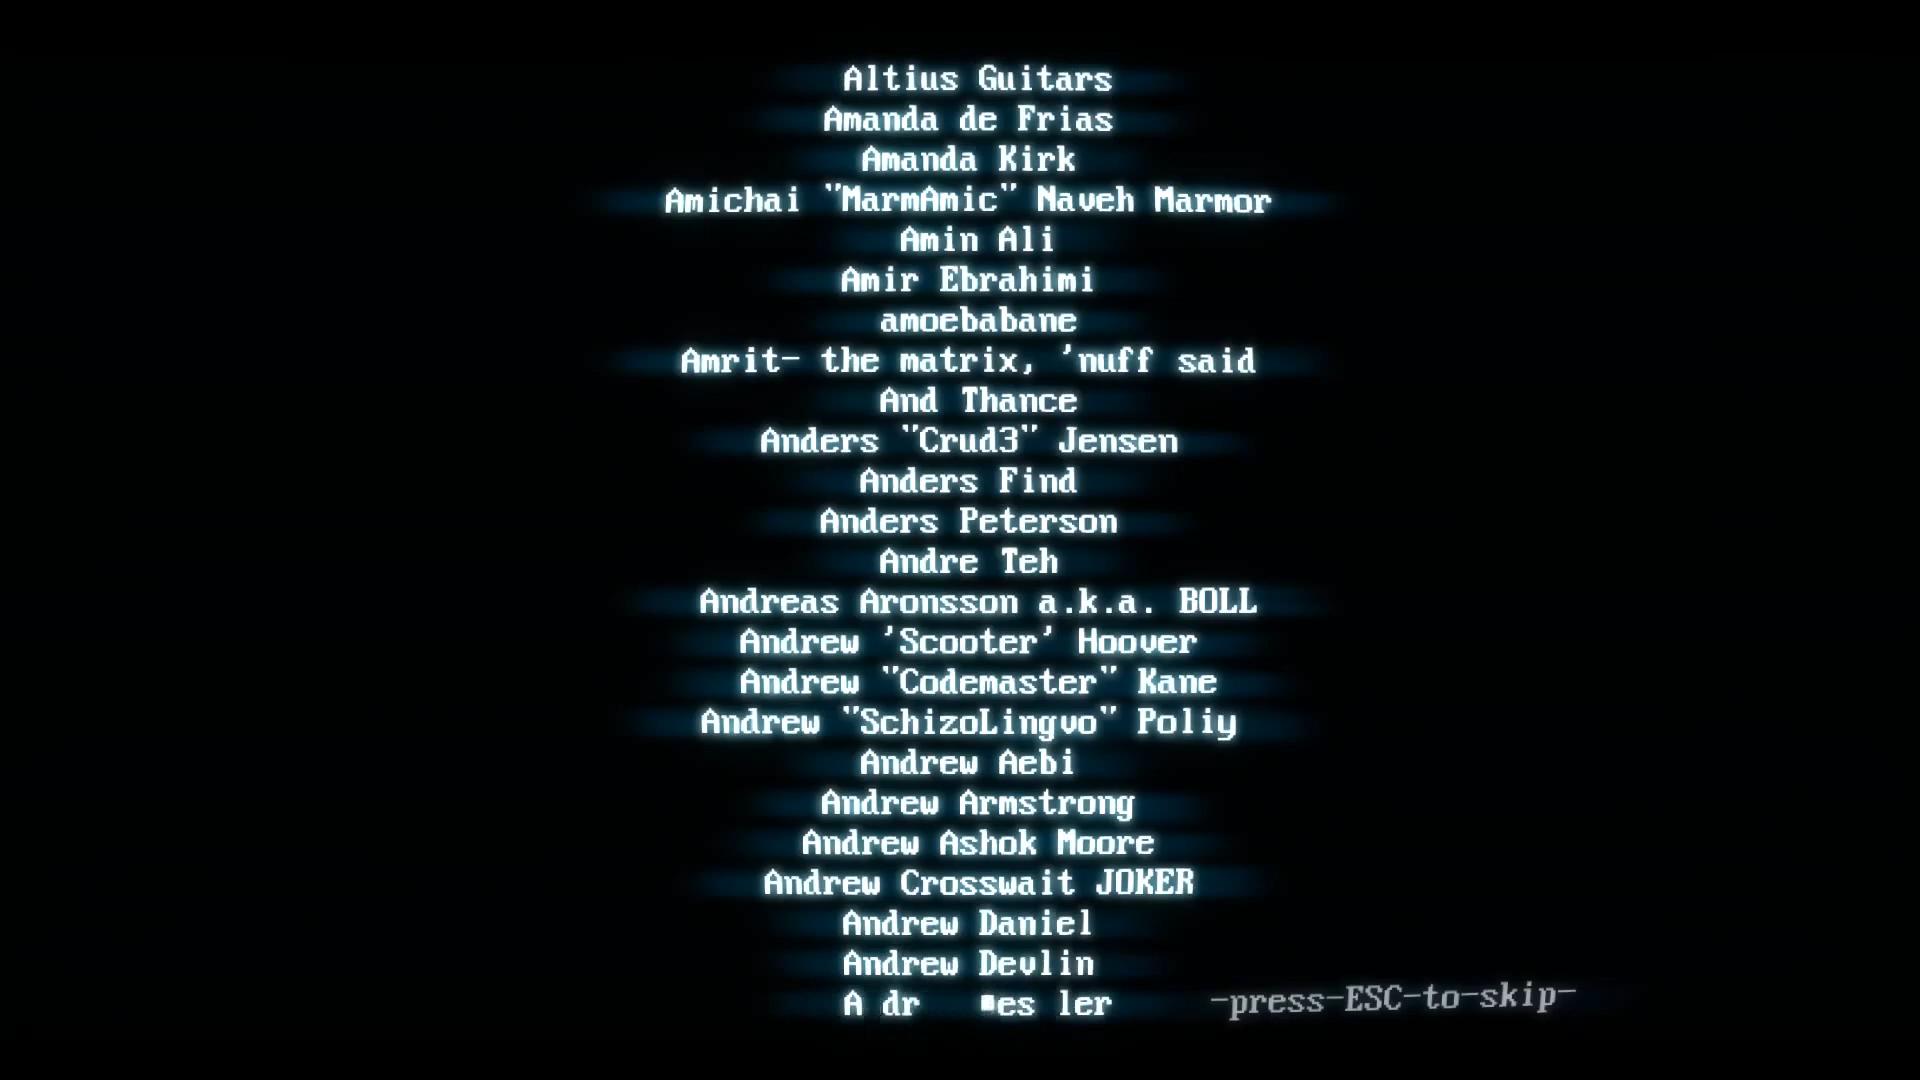 Altius Guitars
Amanda de Frias
Amanda Kirk
Amichai "MarmAmic" Naveh Marmor
Amin Ali
Amir Ebrahimi
amoebabane
Amrit- the matrix, 'nuff said
And Thance
Anders "Crud3" Jensen
Anders Find
Anders Peterson
Andre Teh
Andreas Aronsson a.k.a. BOLL
Andrew 'Scooter' Hoover
Andrew "Codemaster" Kane
Andrew "SchizoLingvo" Poliy
Andrew Aebi
Andrew Armstrong
Andrew Ashok Moore
Andrew Crosswait JOKER
Andrew Daniel
Andrew Devlin
-press-ESC-to-skip-